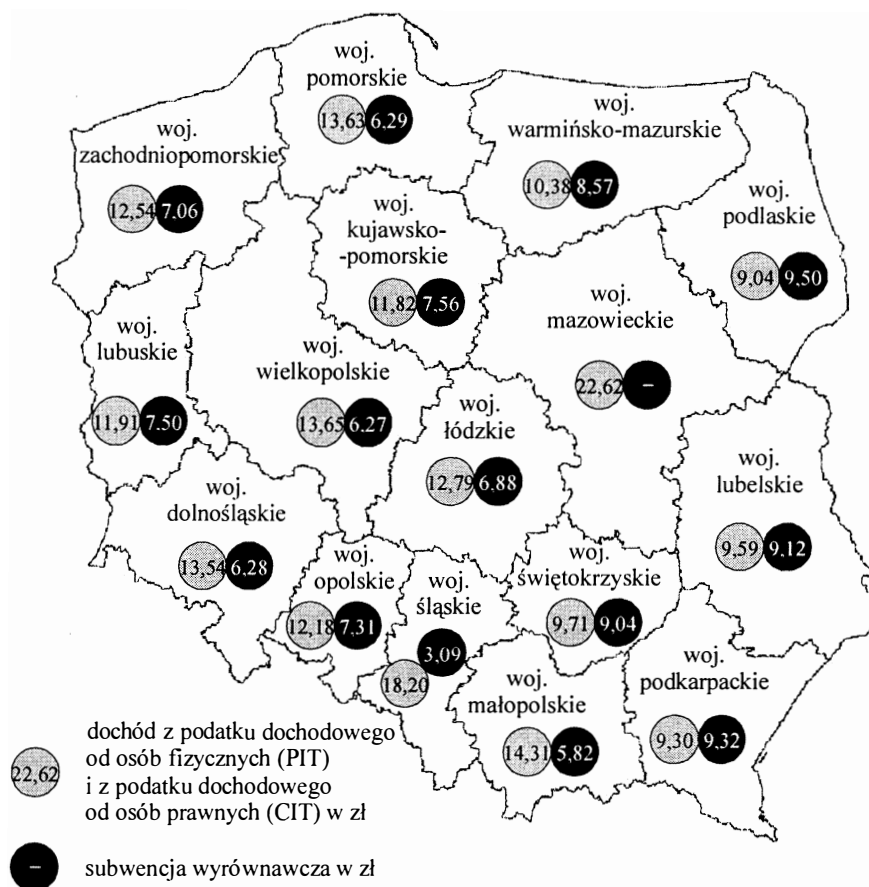 woj.
pomorskie
13,63 6,29
woj.
zachodniopomorskie
12,54 7,06
woj.
warmińsko-mazurskie
10,38 8,57
woj.
podlaskie
9,04 9,50
woj.
kujawsko-
-pomorskie
11,82 7,56
woj.
mazowieckie
22,62 –
woj.
lubuskie
11,91 7.50
woj.
wielkopolskie
13,65 6.27
woj.
łódzkie
12,79 6,88
woj.
lubelskie
9,59 9,12
woj.
dolnośląskie
13,54 6,28
woj.
opolskie
12,18 7,31
woj.
śląskie
3,09
18,20
woj.
świętokrzyskie
9,71 9,04
woj.
małopolskie
14,31 5,82
woj.
podkarpackie
9,30 9,32
22,62
dochód z podatku dochodowego
od osób fizycznych (PIT)
i z podatku dochodowego
od osób prawnych (CIT) w zł
– subwencja wyrównawcza w zł